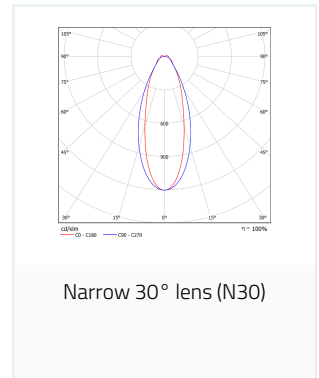 105° 105°
90° 90°
75° 75°
60° 60°
600
45° 45°
900
30° 15° 0° 15° 30°
cd/klm η = 100%
C0 - C180 C90 - C270
Narrow 30° lens (N30)